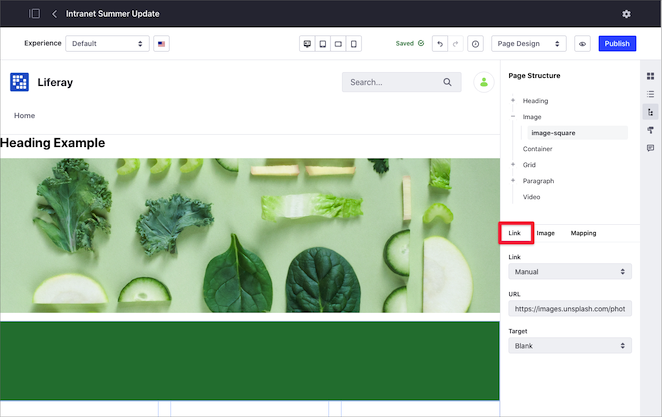 Intranet Summer Update
Experience
Default
Saved
Page Design
Publish
Liferay
Search...
Home
Heading Example
Page Structure
Heading
Image
image-square
Container
Grid
Paragraph
Video
Link
Image
Mapping
Link
Manual
URL
https://images.unsplash.com/phot
Target
Blank